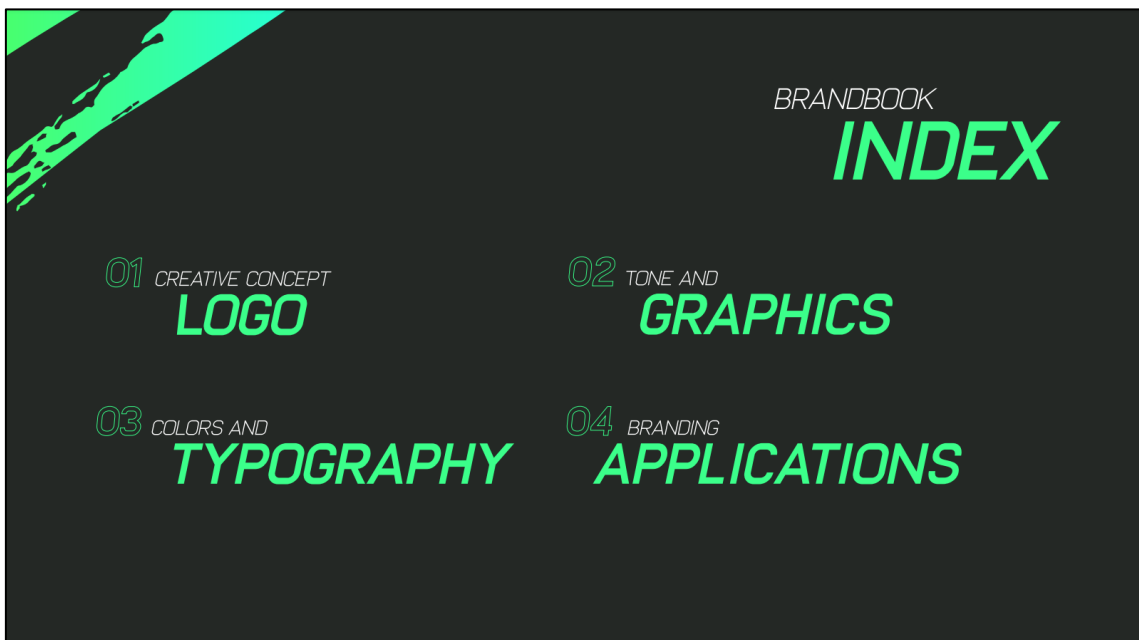 BRANDBOOK
INDEX
01 CREATIVE CONCEPT
LOGO
02 TONE AND
GRAPHICS
03 COLORS AND
TYPOGRAPHY
04 BRANDING
APPLICATIONS